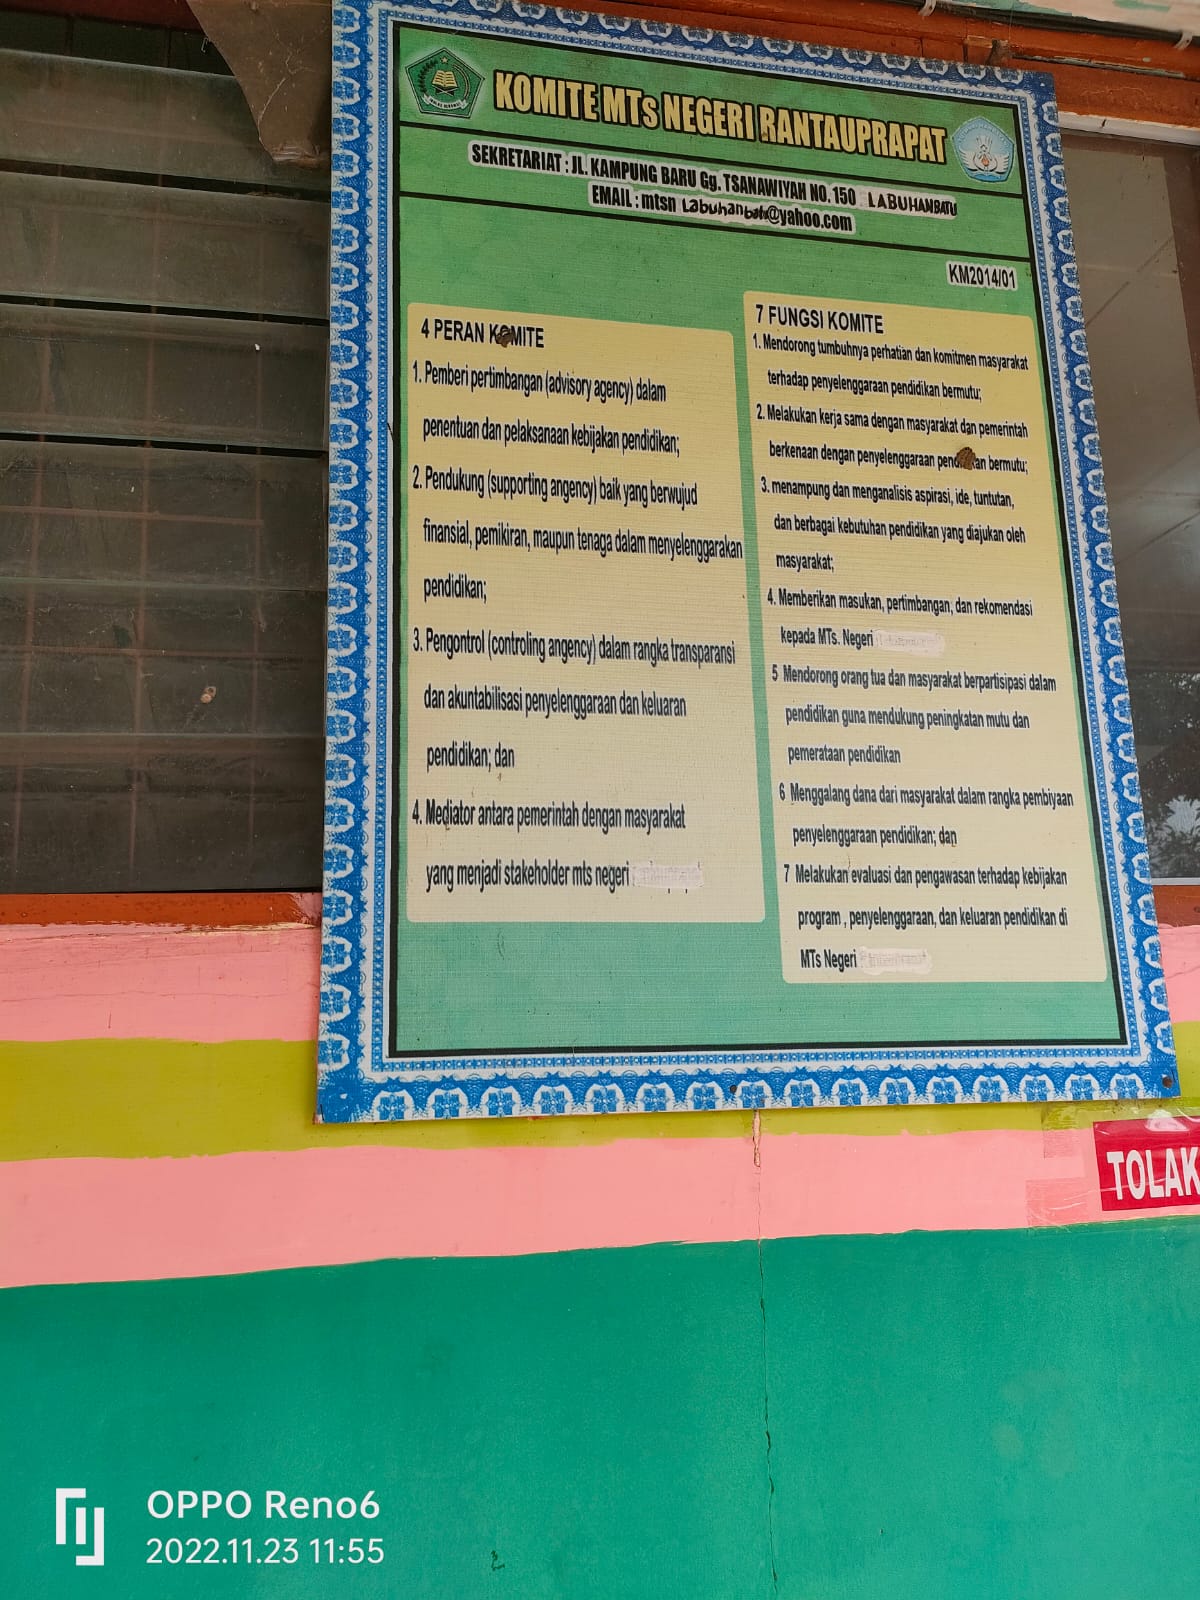 KOMITE MTs NEGERI RANTAUPRAPAT
SEKRETARIAT : JL. KAMPUNG BARU Gg. TSANAWIYAH NO. 150 LABUHANBATU
EMAIL : mtsn Labuhanbatu@yahoo.com
KM2014/01
4 PERAN KOMITE
1. Pemberi pertimbangan (advisory agency) dalam
penentuan dan pelaksanaan kebijakan pendidikan;
2. Pendukung (supporting angency) baik yang berwujud
finansial, pemikiran, maupun tenaga dalam menyelenggarakan
pendidikan;
3. Pengontrol (controling angency) dalam rangka transparansi
dan akuntabilisasi penyelenggaraan dan keluaran
pendidikan; dan
4. Mediator antara pemerintah dengan masyarakat
yang menjadi stakeholder mts negeri
7 FUNGSI KOMITE
1. Mendorong tumbuhnya perhatian dan komitmen masyarakat
terhadap penyelenggaraan pendidikan bermutu;
2. Melakukan kerja sama dengan masyarakat dan pemerintah
berkenaan dengan penyelenggaraan pendidikan bermutu;
3. menampung dan menganalisis aspirasi, ide, tuntutan,
dan berbagai kebutuhan pendidikan yang diajukan oleh
masyarakat;
4. Memberikan masukan, pertimbangan, dan rekomendasi
kepada MTs. Negeri
5 Mendorong orang tua dan masyarakat berpartisipasi dalam
pendidikan guna mendukung peningkatan mutu dan
pemerataan pendidikan
6 Menggalang dana dari masyarakat dalam rangka pembiyaan
penyelenggaraan pendidikan; dan
7 Melakukan evaluasi dan pengawasan terhadap kebijakan
program , penyelenggaraan, dan keluaran pendidikan di
MTs Negeri
TOLAK
OPPO Reno6
2022.11.23 11:55